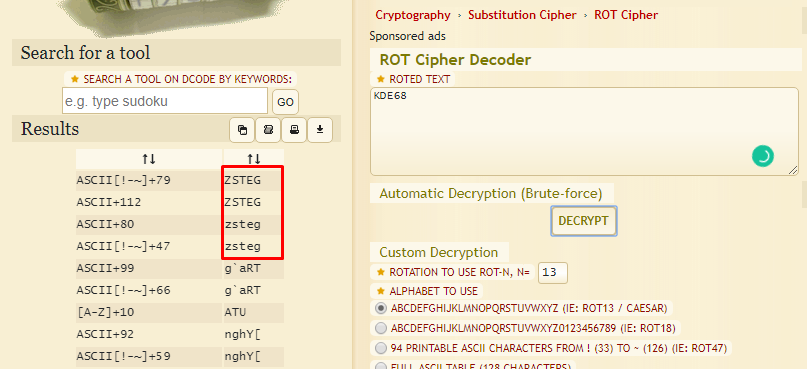 Search for a tool
★ SEARCH A TOOL ON DCODE BY KEYWORDS:
e.g. type sudoku
GO
Results
↑↓ ↑↓
ASCII[!-~]+79 ZSTEG
ASCII+112 ZSTEG
ASCII+80 zsteg
ASCII[!-~]+47 zsteg
ASCII+99 g`aRT
ASCII[!-~]+66 g`aRT
[A-Z]+10 ATU
ASCII+92 nghY[
ASCII[!-~]+59 nghY[
Cryptography › Substitution Cipher › ROT Cipher
Sponsored ads
ROT Cipher Decoder
★ ROTED TEXT
KDE68
Automatic Decryption (Brute-force)
DECRYPT
Custom Decryption
★ ROTATION TO USE ROT-N, N= 13
★ ALPHABET TO USE
ABCDEFGHIJKLMNOPQRSTUVWXYZ (IE: ROT13 / CAESAR)
ABCDEFGHIJKLMNOPQRSTUVWXYZ0123456789 (IE: ROT18)
94 PRINTABLE ASCII CHARACTERS FROM ! (33) TO ~ (126) (IE: ROT47)
FULL ASCII TABLE (128 CHARACTERS)